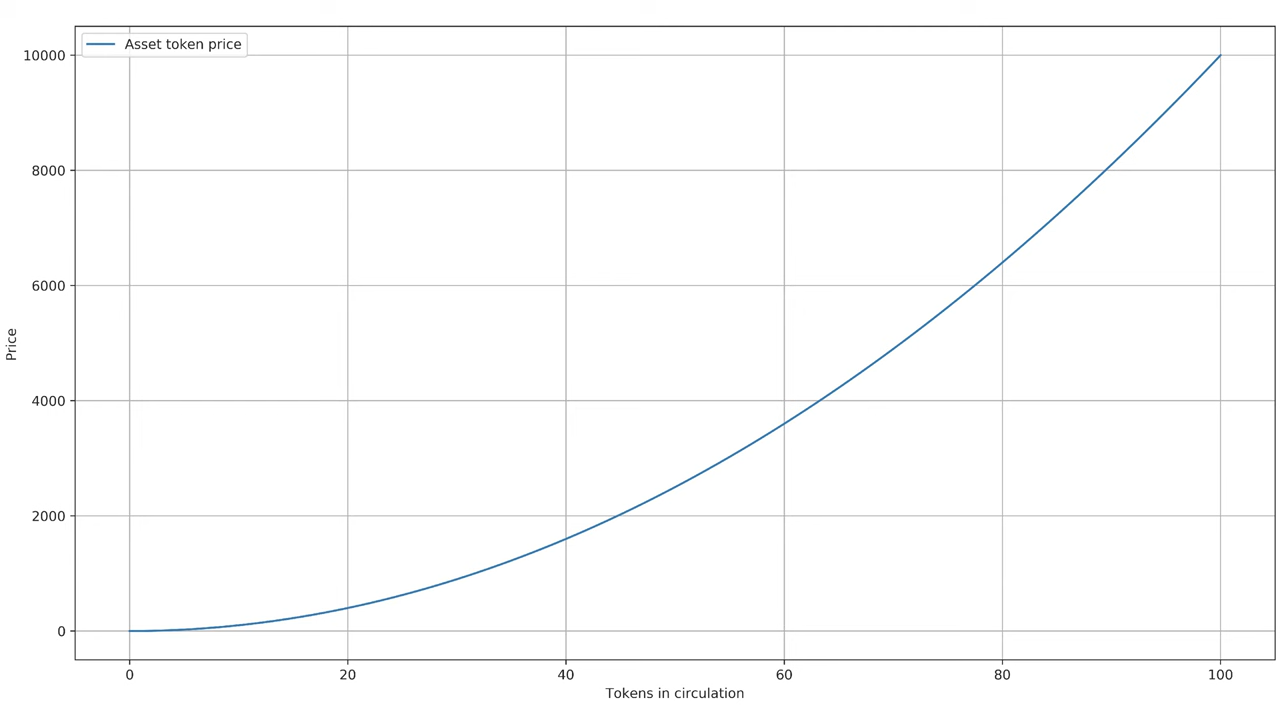 Asset token price
10000
8000
6000
4000
2000
0
Price
0 20 40 60 80 100
Tokens in circulation